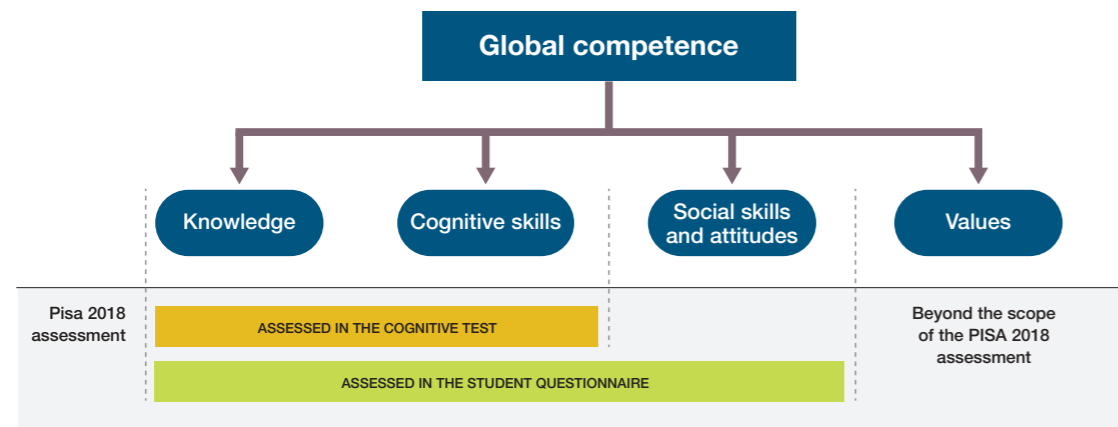 Global competence
Knowledge
Cognitive skills
Social skills
and attitudes
Values
Pisa 2018
assessment
ASSESSED IN THE COGNITIVE TEST
ASSESSED IN THE STUDENT QUESTIONNAIRE
Beyond the scope
of the PISA 2018
assessment